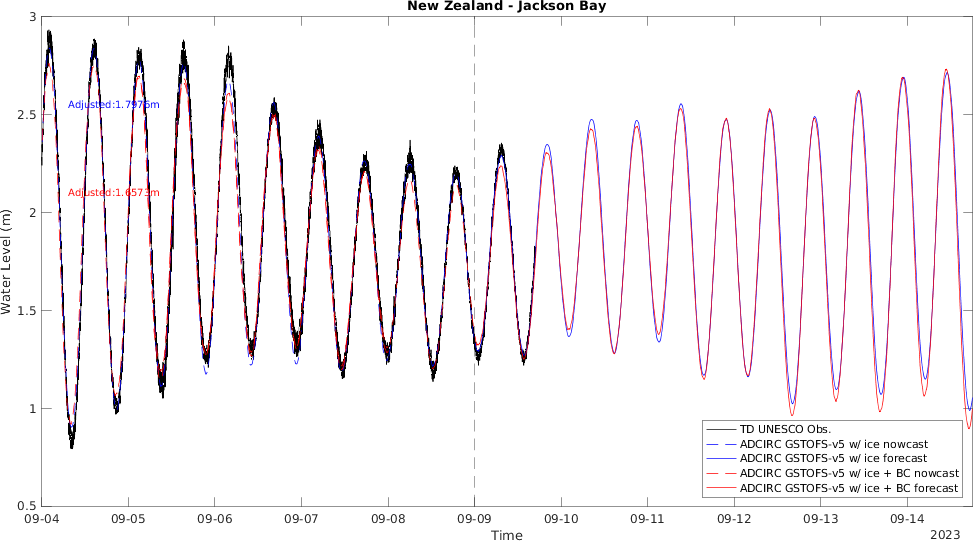 New Zealand - Jackson Bay
Water Level (m)
3
2.5
2
1.5
1
0.5
Adjusted:1.7976m
Adjusted:1.6573m
TD UNESCO Obs.
ADCIRC GSTOFS-v5 w/ ice nowcast
ADCIRC GSTOFS-v5 w/ ice forecast
ADCIRC GSTOFS-v5 w/ ice + BC nowcast
ADCIRC GSTOFS-v5 w/ ice + BC forecast
09-04 09-05 09-06 09-07 09-08 09-09 09-10 09-11 09-12 09-13 09-14
Time
2023